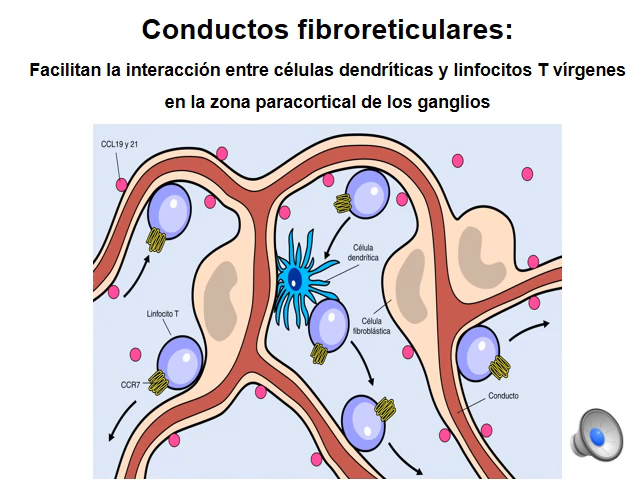 Conductos fibroreticulares:
Facilitan la interacción entre células dendríticas y linfocitos T vírgenes
en la zona paracortical de los ganglios
CCL19 y 21
Célula
dendrítica
Linfocito T
Célula
fibroblástica
CCR7
Conducto